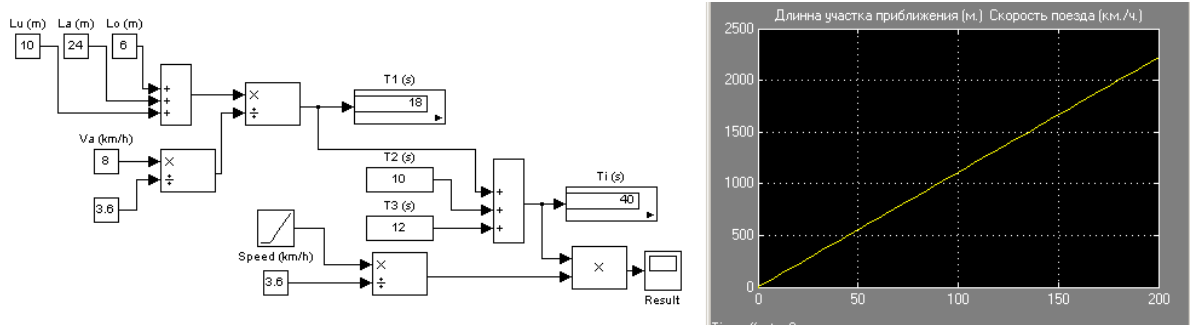 Lu (m) La (m) Lo (m)
10 24 6
+
+
+
T1 (s)
×
÷
18
Va (km/h)
8
×
÷
3.6
T2 (s)
10
T3 (s)
12
+
+
+
Ti (s)
40
Speed (km/h)
3.6
×
÷
×
Result
Длинна участка приближения (м.) Скорость поезда (км./ч.)
2500
2000
1500
1000
500
0
0 50 100 150 200